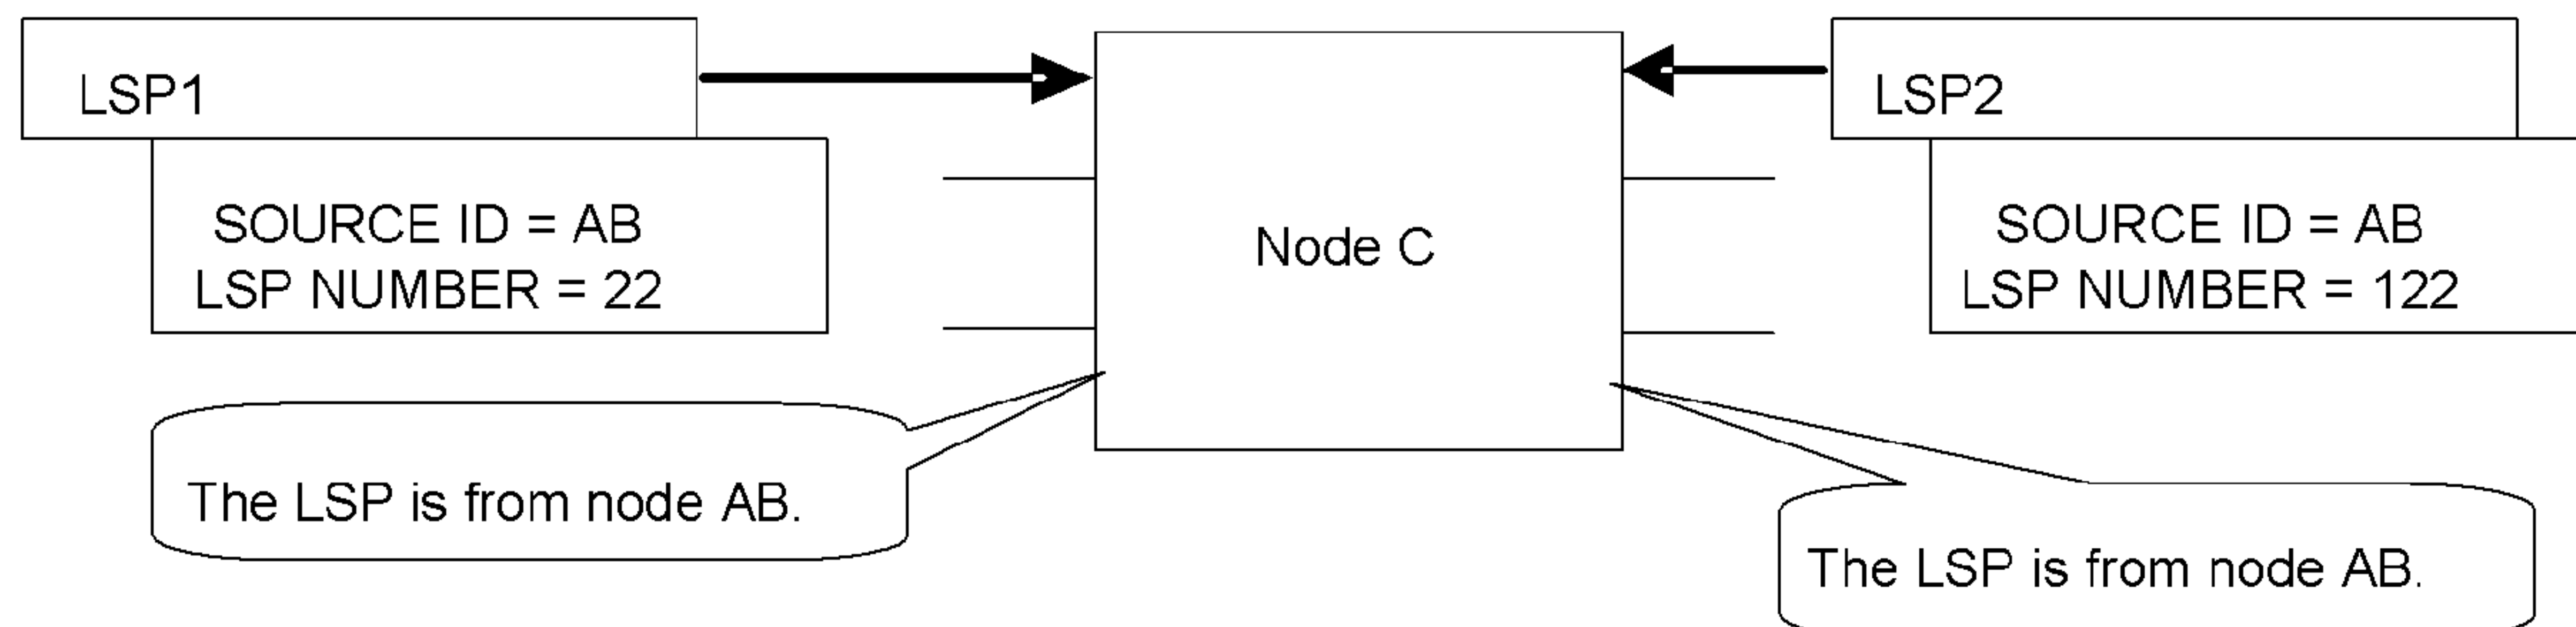 LSP1
SOURCE ID = AB
LSP NUMBER = 22
The LSP is from node AB.
Node C
LSP2
SOURCE ID = AB
LSP NUMBER = 122
The LSP is from node AB.